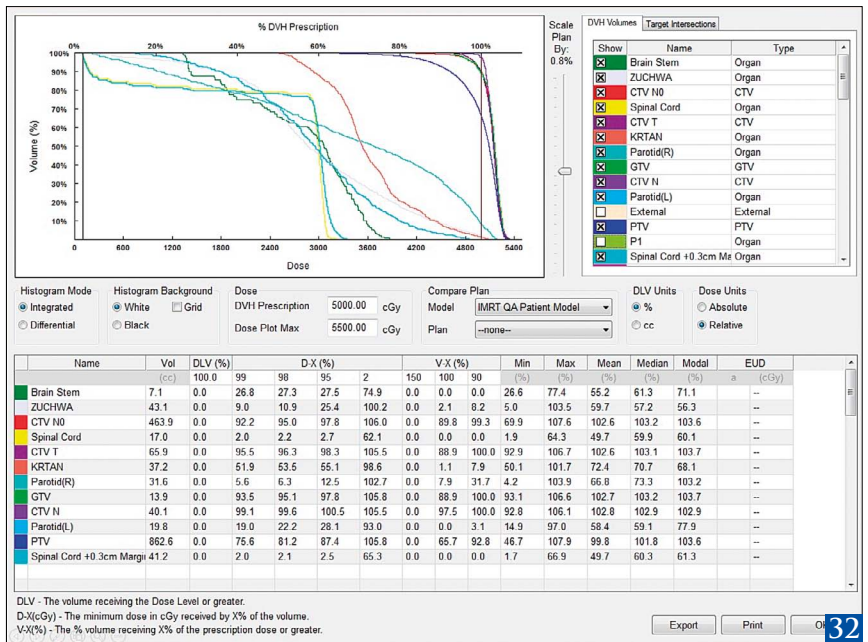 % DVH Prescription
0% 20% 40% 60% 80% 100%
Volume (%)
100%
90%
80%
70%
60%
50%
40%
30%
20%
10%
0 600 1200 1800 2400 3000 3600 4200 4800 5400
Dose
Scale
Plan
By:
0.8%
DVH Volumes Target Intersections
Show Name Type
Brain Stem Organ
ZUCHWA Organ
CTV N0 CTV
Spinal Cord Organ
CTV T CTV
KRTAN Organ
Parotid(R) Organ
GTV GTV
CTV N CTV
Parotid(L) Organ
External External
PTV PTV
P1 Organ
Spinal Cord +0.3cm Ma Organ
Histogram Mode
Integrated
Differential
Histogram Background
White Grid
Black
Dose
DVH Prescription 5000.00 cGy
Dose Plot Max 5500.00 cGy
Compare Plan
Model IMRT QA Patient Model
Plan --none--
DLV Units
%
cc
Dose Units
Absolute
Relative
Name Vol DLV (%) D-X (%) V-X (%) Min Max Mean Median Modal EUD
(cc) 100.0 99 98 95 2 150 100 90 (%) (%) (%) (%) (%) a (cGy)
Brain Stem 7.1 0.0 26.8 27.3 27.5 74.9 0.0 0.0 0.0 26.6 77.4 55.2 61.3 71.1 --
ZUCHWA 43.1 0.0 9.0 10.9 25.4 100.2 0.0 2.1 8.2 5.0 103.5 59.7 57.2 56.3 --
CTV N0 463.9 0.0 92.2 95.0 97.8 106.0 0.0 89.8 99.3 69.9 107.6 102.6 103.2 103.6 --
Spinal Cord 17.0 0.0 2.0 2.2 2.7 62.1 0.0 0.0 0.0 1.9 64.3 49.7 59.9 60.1 --
CTV T 65.9 0.0 95.5 96.3 98.3 105.5 0.0 88.9 100.0 92.9 106.7 102.6 103.1 103.7 --
KRTAN 37.2 0.0 51.9 53.5 55.1 98.6 0.0 1.1 7.9 50.1 101.7 72.4 70.7 68.1 --
Parotid(R) 31.6 0.0 5.6 6.3 12.5 102.7 0.0 7.9 31.7 4.2 103.9 66.8 73.3 103.2 --
GTV 13.9 0.0 93.5 95.1 97.8 105.8 0.0 88.9 100.0 93.1 106.6 102.7 103.2 103.7 --
CTV N 40.1 0.0 99.1 99.6 100.5 105.5 0.0 97.5 100.0 92.8 106.1 102.8 102.9 102.9 --
Parotid(L) 19.8 0.0 19.0 22.2 28.1 93.0 0.0 0.0 3.1 14.9 97.0 58.4 59.1 77.9 --
PTV 862.6 0.0 75.6 81.2 87.4 105.8 0.0 65.7 92.8 46.7 107.9 99.8 101.8 103.6 --
Spinal Cord +0.3cm Margi 41.2 0.0 2.0 2.1 2.5 65.3 0.0 0.0 0.0 1.7 66.9 49.7 60.3 61.3 --
DLV - The volume receiving the Dose Level or greater.
D-X(cGy) - The minimum dose in cGy received by X% of the volume.
V-X(%) - The % volume receiving X% of the prescription dose or greater.
Export Print OK
32